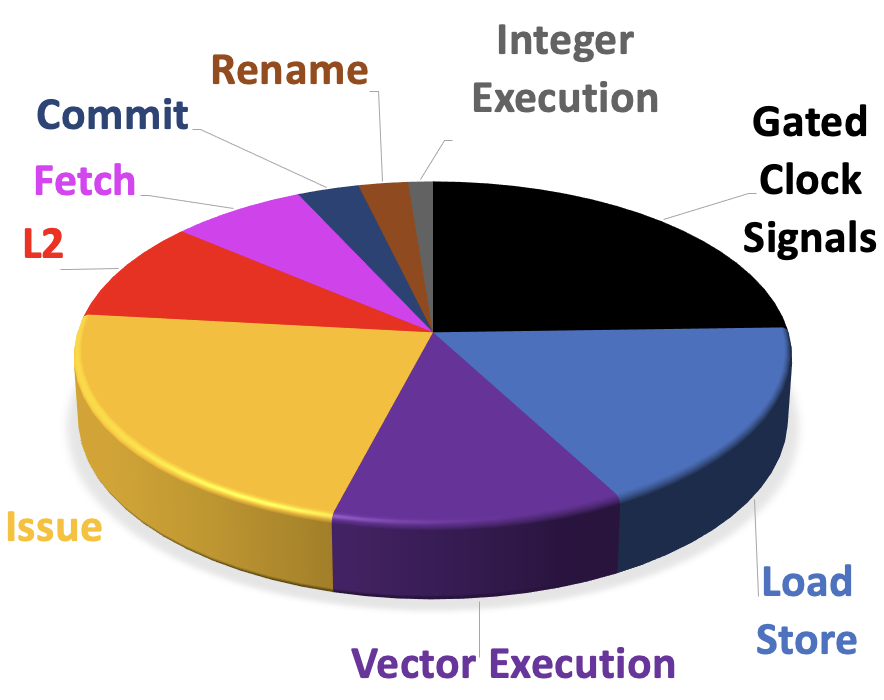 Integer
Execution
Rename
Commit
Gated
Clock
Signals
Fetch
L2
Issue
Load
Store
Vector Execution